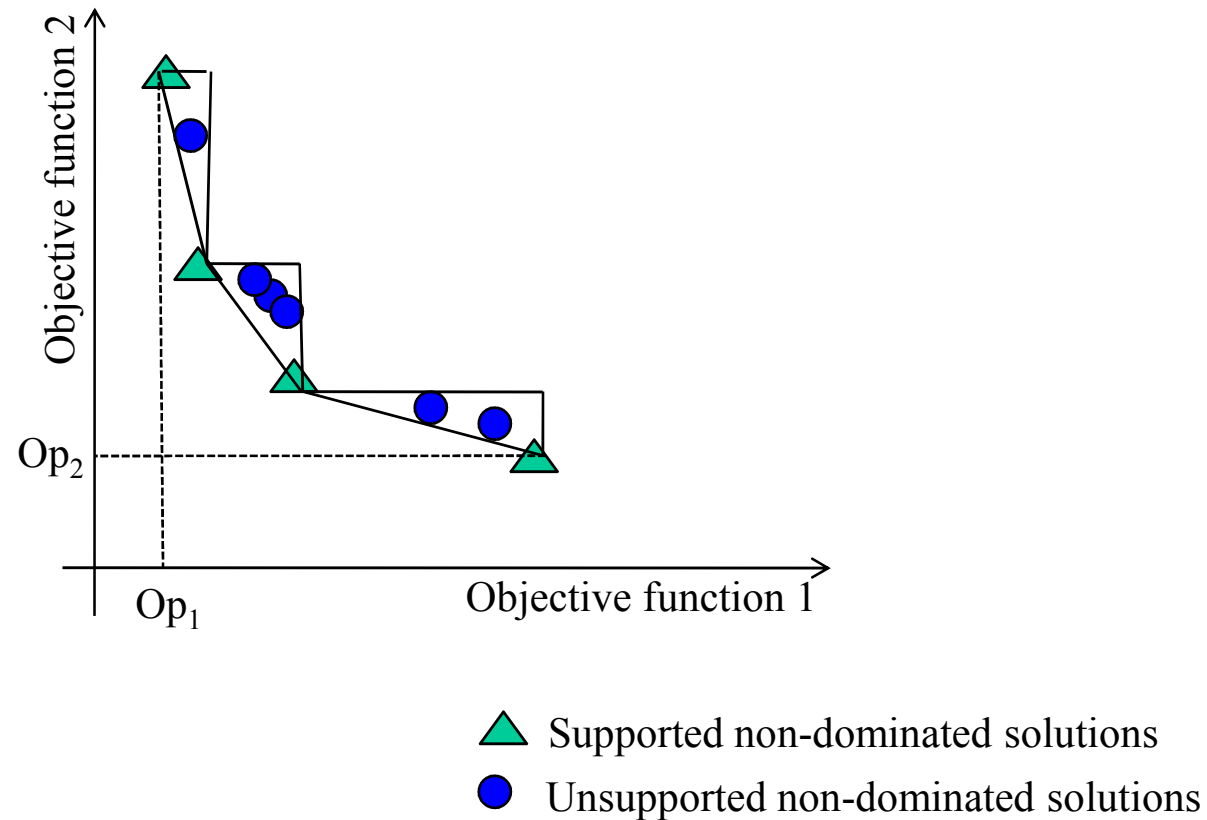 Objective function 2
Op₂
Op₁
Objective function 1
Supported non-dominated solutions
Unsupported non-dominated solutions